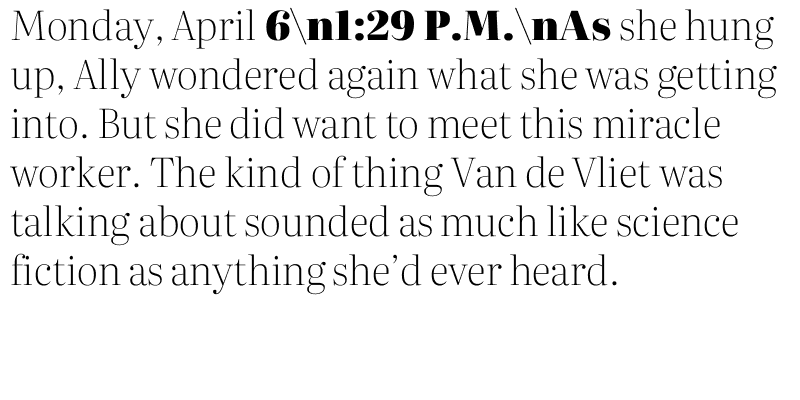 Monday, April 6\n1:29 P.M.\nAs she hung
up, Ally wondered again what she was getting
into. But she did want to meet this miracle
worker. The kind of thing Van de Vliet was
talking about sounded as much like science
fiction as anything she’d ever heard.